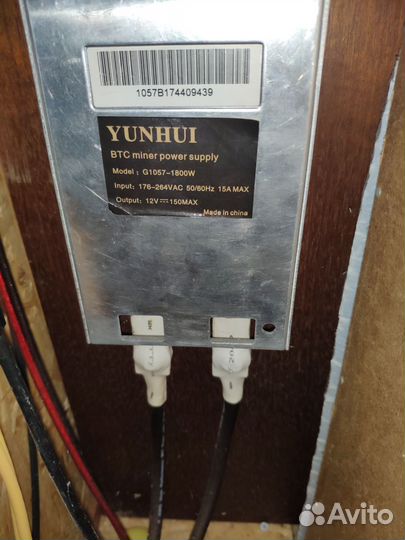 1057B174409439
YUNHUI
BTC miner power supply
Model: G1057-1800W
Input: 176-264VAC 50/60Hz 15A MAX
Output: 12V⎓150MAX
Made in china
Avito